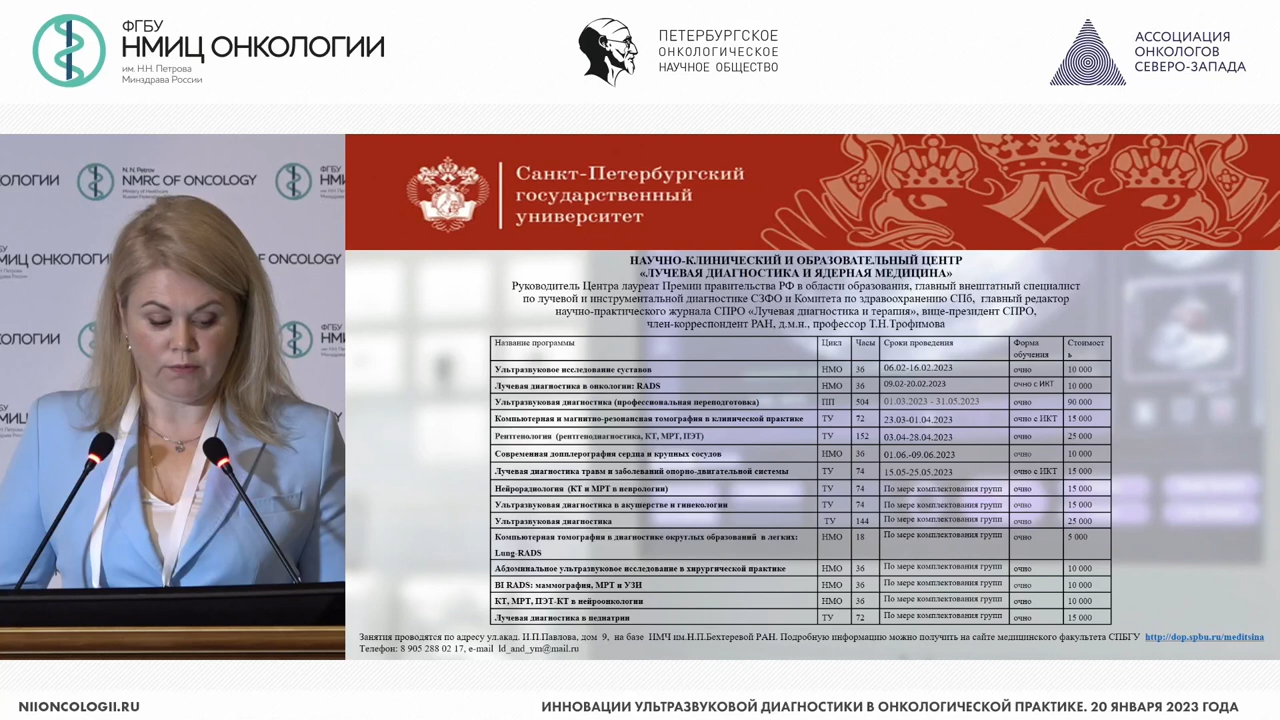 ФГБУ
НМИЦ ОНКОЛОГИИ
им. Н.Н. Петрова
Минздрава России
ПЕТЕРБУРГСКОЕ
ОНКОЛОГИЧЕСКОЕ
НАУЧНОЕ ОБЩЕСТВО
АССОЦИАЦИЯ
ОНКОЛОГОВ
СЕВЕРО-ЗАПАДА
N.N. Petrov
NMRC OF ONCOLOGY
ФГБУ
НМИЦ ОНКОЛОГИИ
OF ONCOLOGY
Санкт-Петербургский
государственный
университет
НАУЧНО-КЛИНИЧЕСКИЙ И ОБРАЗОВАТЕЛЬНЫЙ ЦЕНТР
«ЛУЧЕВАЯ ДИАГНОСТИКА И ЯДЕРНАЯ МЕДИЦИНА»
Руководитель Центра лауреат Премии правительства РФ в области образования, главный внештатный специалист
по лучевой и инструментальной диагностике СЗФО и Комитета по здравоохранению СПб, главный редактор
научно-практического журнала СПРО «Лучевая диагностика и терапия», вице-президент СПРО,
член-корреспондент РАН, д.м.н., профессор Т.Н.Трофимова
Название программы Цикл Часы Сроки проведения Форма обучения Стоимост ь
Ультразвуковое исследование суставов НМО 36 06.02-16.02.2023 очно 10 000
Лучевая диагностика в онкологии: RADS НМО 36 09.02-20.02.2023 очно с ИКТ 10 000
Ультразвуковая диагностика (профессиональная переподготовка) ПП 504 01.03.2023 - 31.05.2023 очно 90 000
Компьютерная и магнитно-резонансная томография в клинической практике ТУ 72 23.03-01.04.2023 очно с ИКТ 15 000
Рентгенология (рентгенодиагностика, КТ, МРТ, ПЭТ) ТУ 152 03.04-28.04.2023 очно 25 000
Современная допплерография сердца и крупных сосудов НМО 36 01.06.-09.06.2023 очно 10 000
Лучевая диагностика травм и заболеваний опорно-двигательной системы ТУ 74 15.05-25.05.2023 очно с ИКТ 15 000
Нейрорадиология (КТ и МРТ в неврологии) ТУ 74 По мере комплектования групп очно 15 000
Ультразвуковая диагностика в акушерстве и гинекологии ТУ 74 По мере комплектования групп очно 15 000
Ультразвуковая диагностика ТУ 144 По мере комплектования групп очно 25 000
Компьютерная томография в диагностике округлых образований в легких: НМО 18 По мере комплектования групп очно 5 000
Lung-RADS
Абдоминальное ультразвуковое исследование в хирургической практике НМО 36 По мере комплектования групп очно 10 000
BI RADS: маммография, МРТ и УЗИ НМО 36 По мере комплектования групп очно 10 000
КТ, МРТ, ПЭТ-КТ в нейроонкологии НМО 36 По мере комплектования групп очно 10 000
Лучевая диагностика в педиатрии ТУ 72 По мере комплектования групп очно 15 000
Занятия проводятся по адресу ул.акад. И.П.Павлова, дом 9, на базе ИМЧ им.Н.П.Бехтеревой РАН. Подробную информацию можно получить на сайте медицинского факультета СПБГУ http://dop.spbu.ru/meditsina
Телефон: 8 905 288 02 17, e-mail ld_and_ym@mail.ru
NIIONCOLOGII.RU
ИННОВАЦИИ УЛЬТРАЗВУКОВОЙ ДИАГНОСТИКИ В ОНКОЛОГИЧЕСКОЙ ПРАКТИКЕ. 20 ЯНВАРЯ 2023 ГОДА